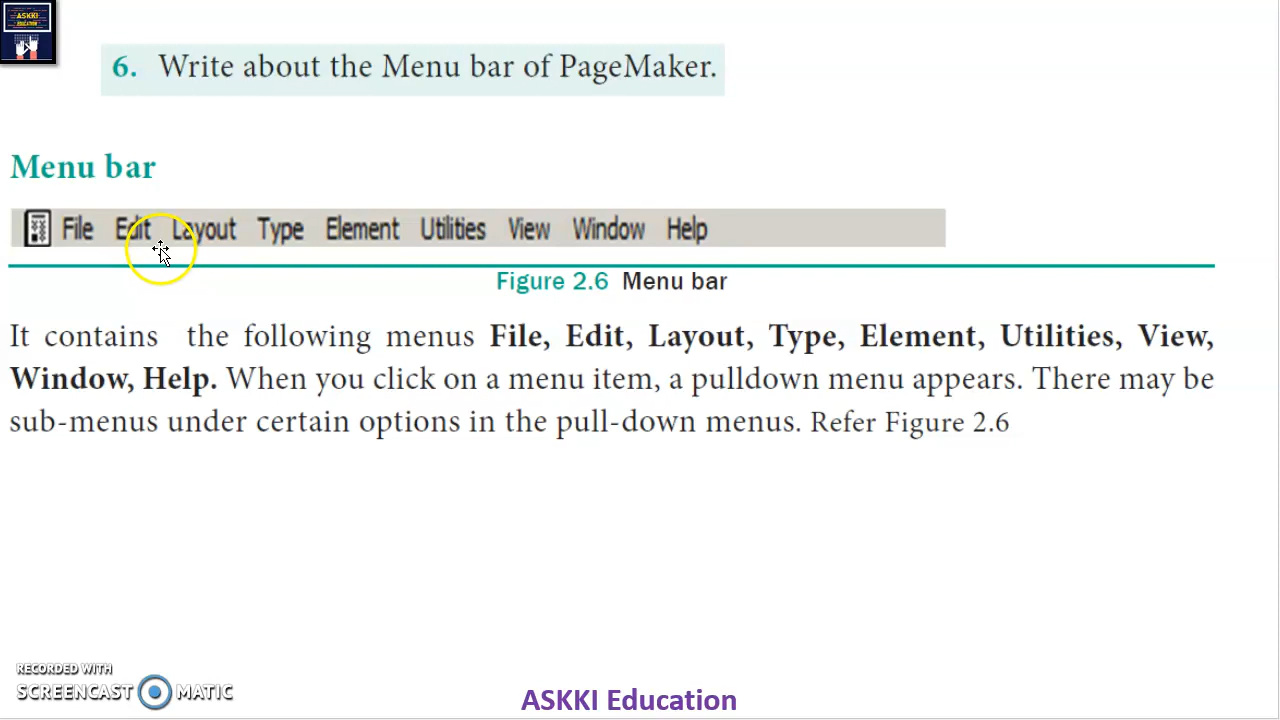 ASKKI
EDUCATION
6. Write about the Menu bar of PageMaker.
Menu bar
File Edit Layout Type Element Utilities View Window Help
Figure 2.6 Menu bar
It contains the following menus File, Edit, Layout, Type, Element, Utilities, View,
Window, Help. When you click on a menu item, a pulldown menu appears. There may be
sub-menus under certain options in the pull-down menus. Refer Figure 2.6
RECORDED WITH
SCREENCAST MATIC
ASKKI Education